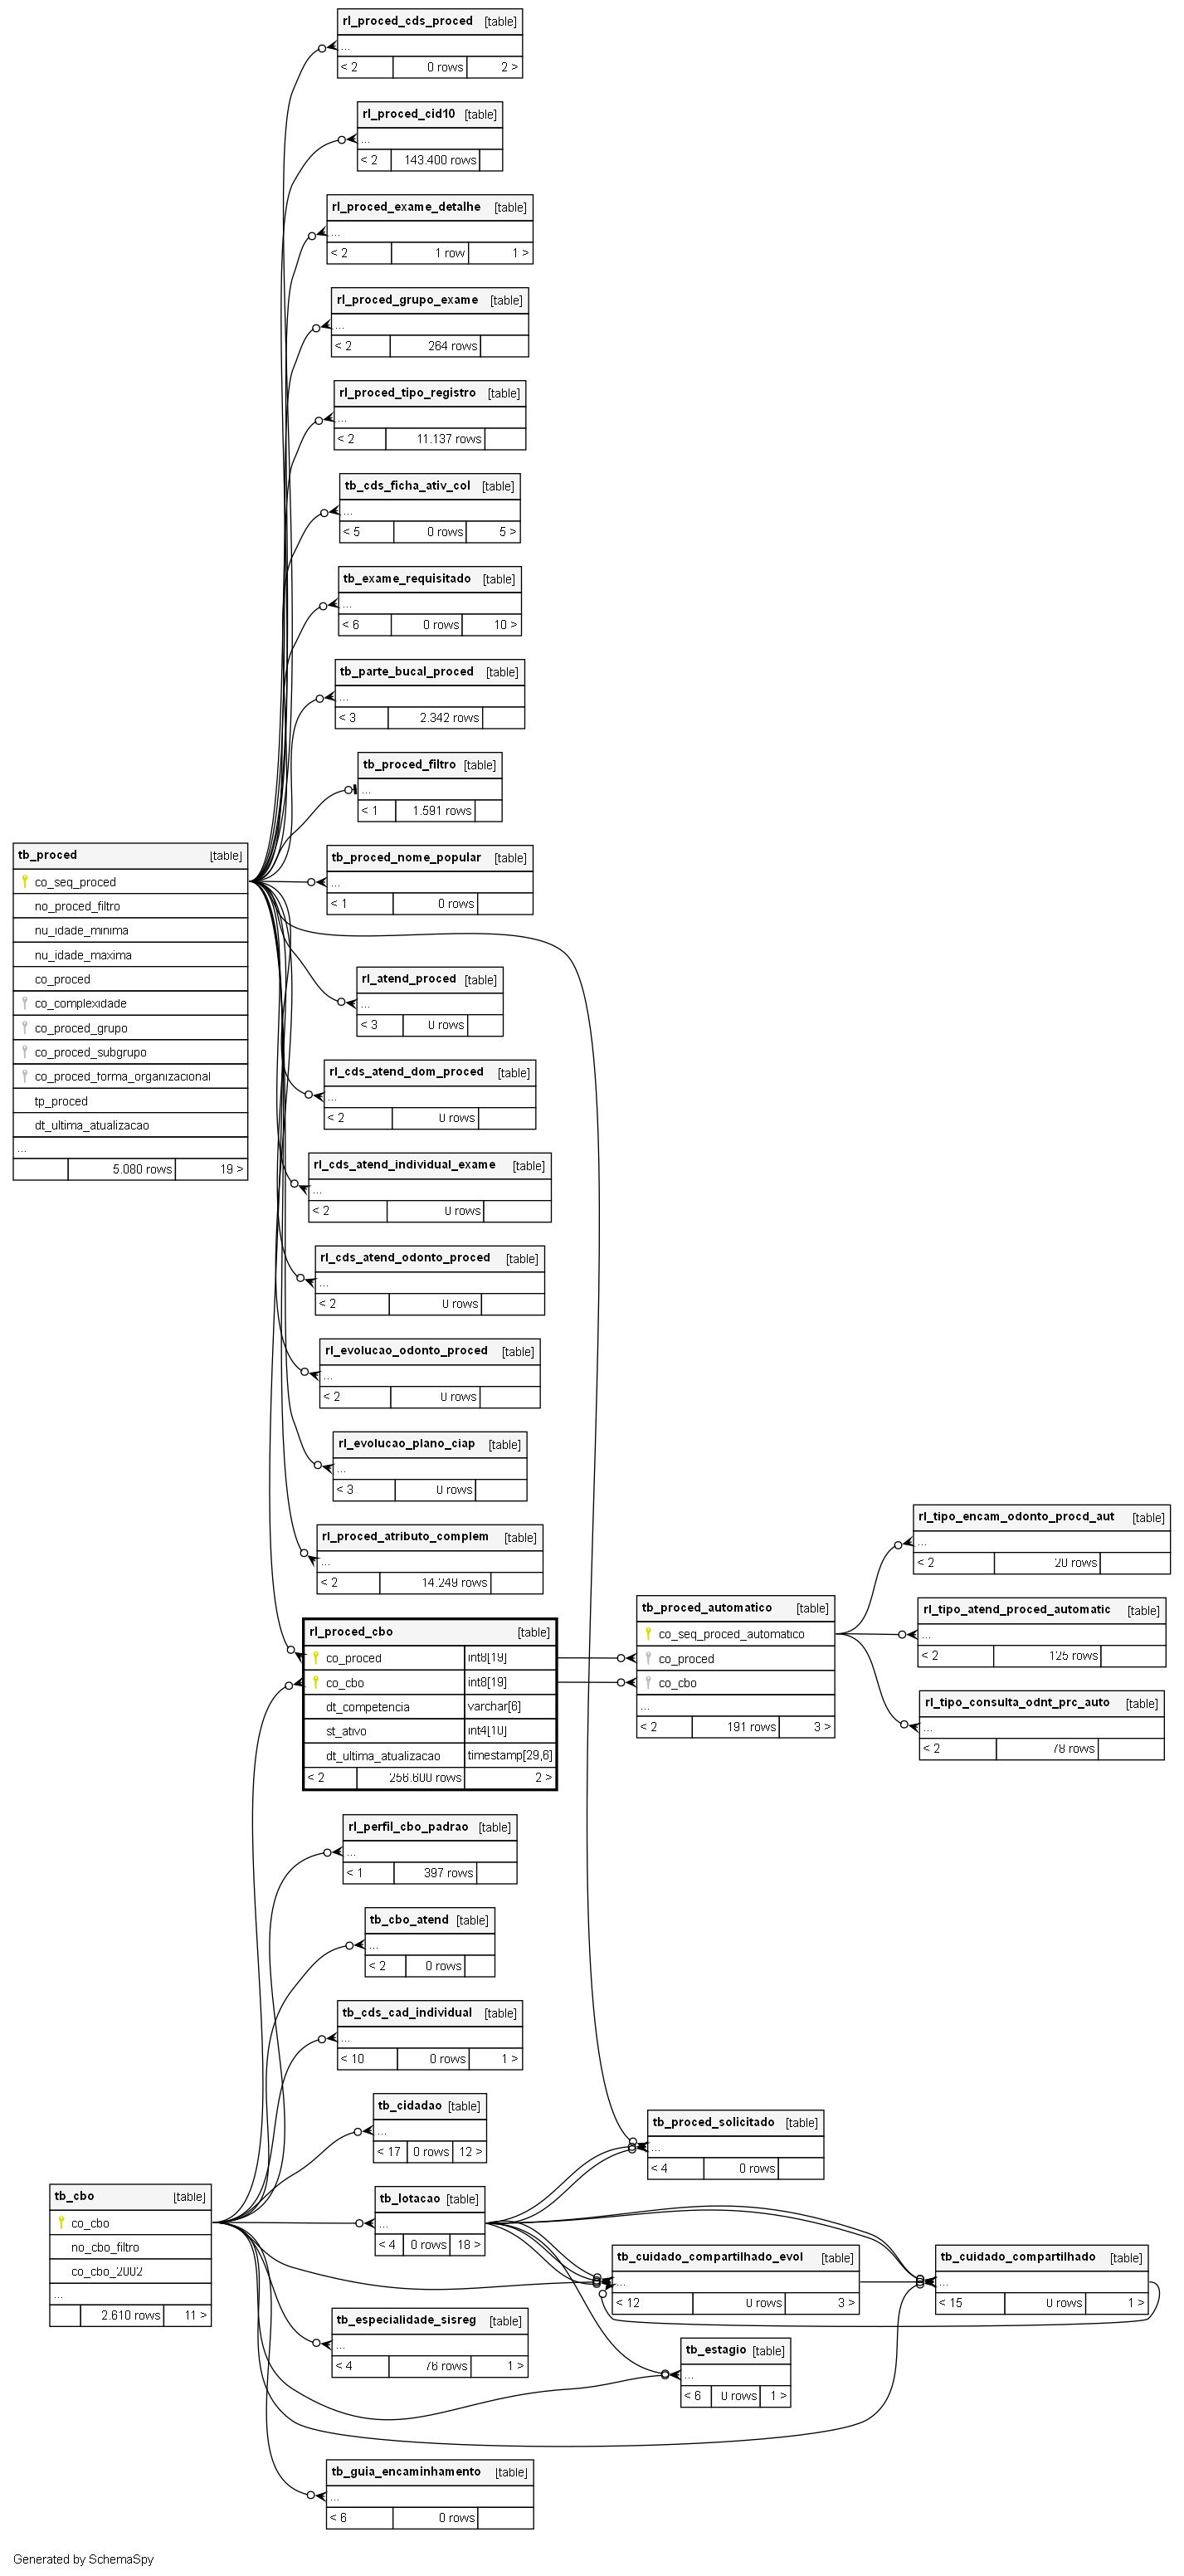 rl_proced_cds_proced [table]
...
< 2 0 rows 2 >
rl_proced_cid10 [table]
...
< 2 143.400 rows
rl_proced_exame_detalhe [table]
...
< 2 1 row 1 >
rl_proced_grupo_exame [table]
...
< 2 264 rows
rl_proced_tipo_registro [table]
...
< 2 11.137 rows
tb_cds_ficha_ativ_col [table]
...
< 5 0 rows 5 >
tb_exame_requisitado [table]
...
< 6 0 rows 10 >
tb_parte_bucal_proced [table]
...
< 3 2.342 rows
tb_proced_filtro [table]
...
< 1 1.591 rows
tb_proced_nome_popular [table]
...
< 1 0 rows
tb_proced [table]
co_seq_proced
no_proced_filtro
nu_idade_minima
nu_idade_maxima
co_proced
co_complexidade
co_proced_grupo
co_proced_subgrupo
co_proced_forma_organizacional
tp_proced
dt_ultima_atualizacao
...
5.080 rows 19 >
rl_atend_proced [table]
...
< 3 0 rows
rl_cds_atend_dom_proced [table]
...
< 2 0 rows
rl_cds_atend_individual_exame [table]
...
< 2 0 rows
rl_cds_atend_odonto_proced [table]
...
< 2 0 rows
rl_evolucao_odonto_proced [table]
...
< 2 0 rows
rl_evolucao_plano_ciap [table]
...
< 3 0 rows
rl_proced_atributo_complem [table]
...
< 2 14.249 rows
rl_proced_cbo [table]
co_proced int8[19]
co_cbo int8[19]
dt_competencia varchar[6]
st_ativo int4[10]
dt_ultima_atualizacao timestamp[29,6]
< 2 256.600 rows 2 >
tb_proced_automatico [table]
co_seq_proced_automatico
co_proced
co_cbo
...
< 2 191 rows 3 >
rl_tipo_encam_odonto_procd_aut [table]
...
< 2 20 rows
rl_tipo_atend_proced_automatic [table]
...
< 2 125 rows
rl_tipo_consulta_odnt_prc_auto [table]
...
< 2 78 rows
rl_perfil_cbo_padrao [table]
...
< 1 397 rows
tb_cbo_atend [table]
...
< 2 0 rows
tb_cds_cad_individual [table]
...
< 10 0 rows 1 >
tb_cidadao [table]
...
< 17 0 rows 12 >
tb_proced_solicitado [table]
...
< 4 0 rows
tb_cbo [table]
co_cbo
no_cbo_filtro
co_cbo_2002
...
2.610 rows 11 >
tb_lotacao [table]
...
< 4 0 rows 18 >
tb_cuidado_compartilhado_evol [table]
...
< 12 0 rows 3 >
tb_cuidado_compartilhado [table]
...
< 15 0 rows 1 >
tb_especialidade_sisreg [table]
...
< 4 76 rows 1 >
tb_estagio [table]
...
< 6 0 rows 1 >
tb_guia_encaminhamento [table]
...
< 6 0 rows
Generated by SchemaSpy